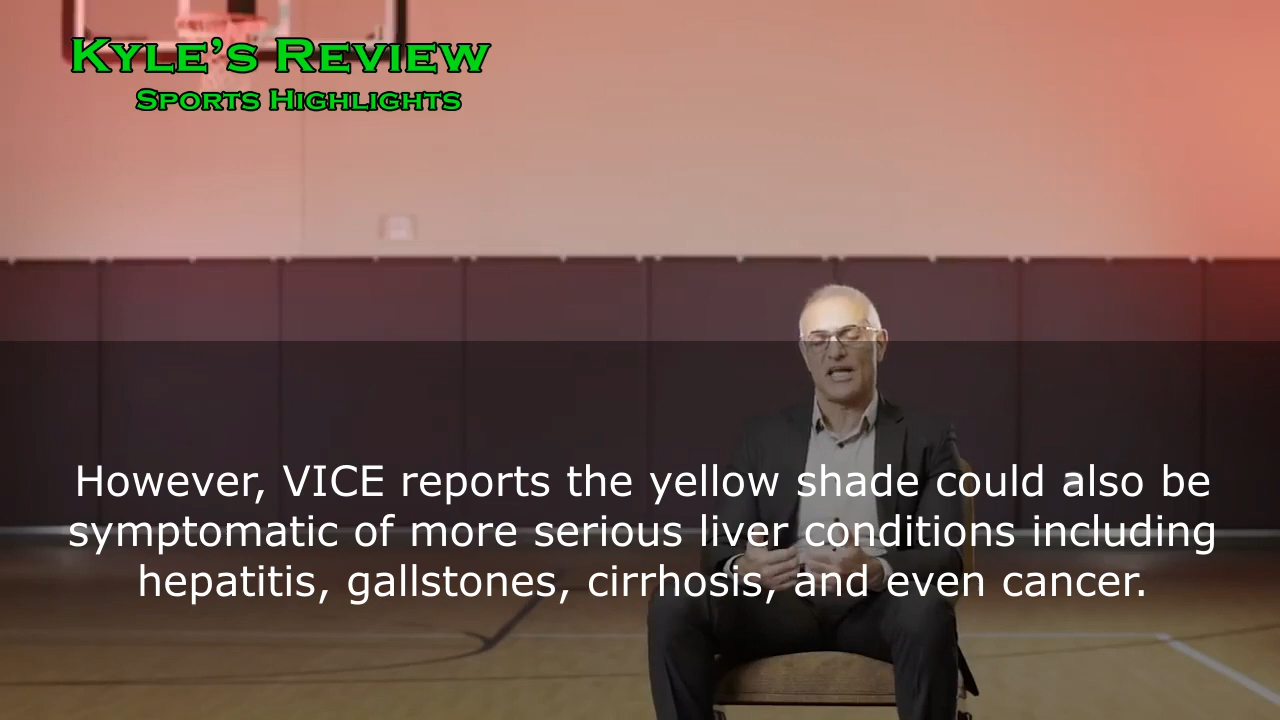 Kyle's Review
Sports Highlights
However, VICE reports the yellow shade could also be
symptomatic of more serious liver conditions including
hepatitis, gallstones, cirrhosis, and even cancer.